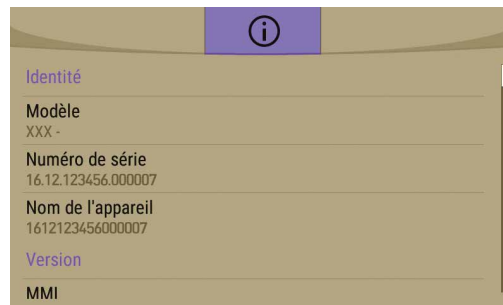 Identité
Modèle
XXX -
Numéro de série
16.12.123456.000007
Nom de l'appareil
1612123456000007
Version
MMI